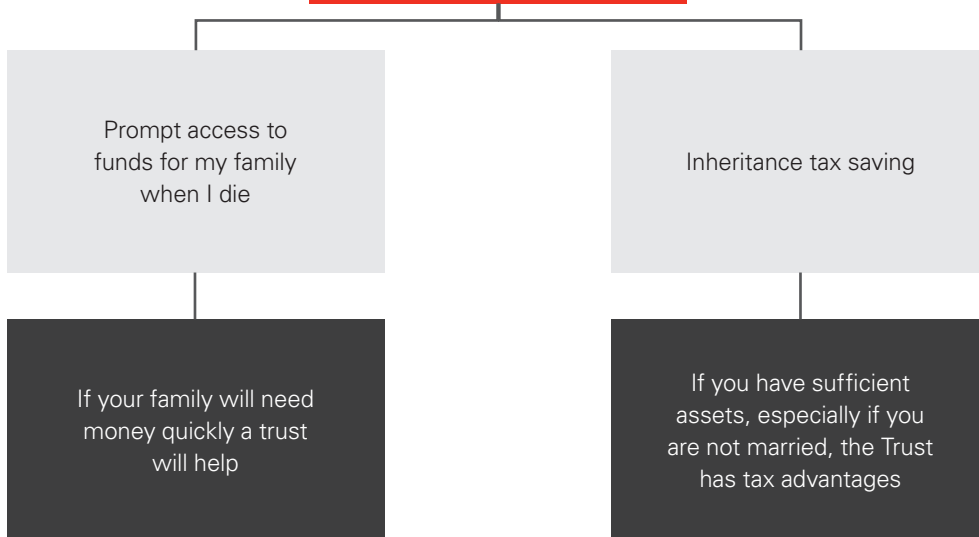 Prompt access to
funds for my family
when I die
Inheritance tax saving
If your family will need
money quickly a trust
will help
If you have sufficient
assets, especially if you
are not married, the Trust
has tax advantages